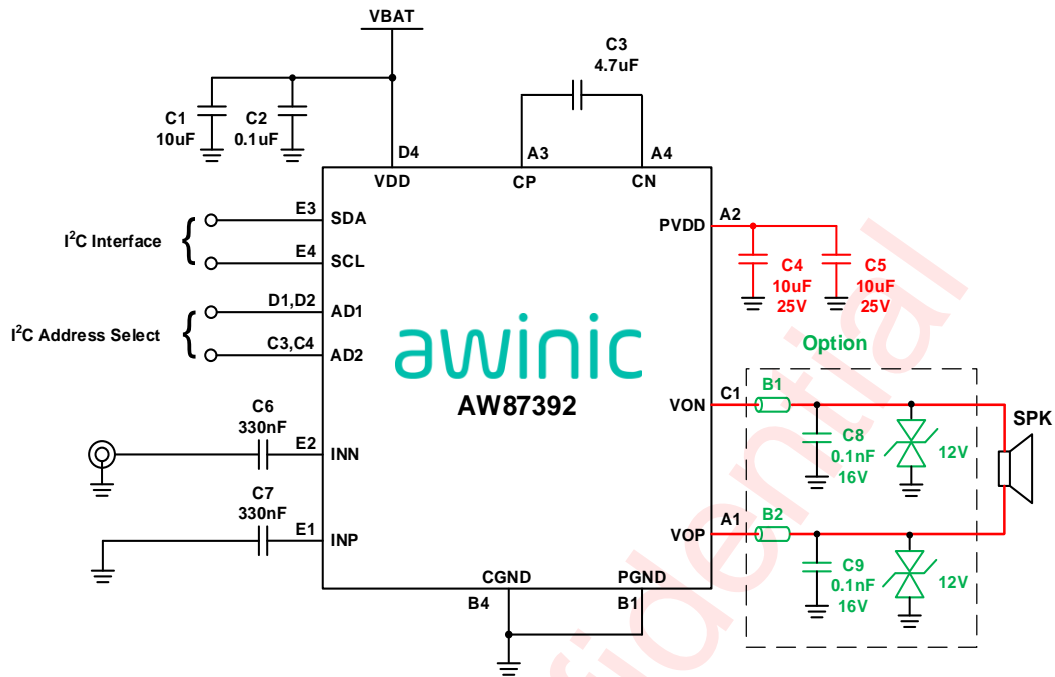 VBAT
C3
4.7uF
C1
10uF
C2
0.1uF
D4
A3
A4
VDD
CP
CN
I²C Interface
{
E3
SDA
E4
SCL
PVDD
A2
C4
10uF
25V
C5
10uF
25V
I²C Address Select
{
D1,D2
AD1
C3,C4
AD2
awinic
AW87392
Option
VON
C1
B1
C8
0.1nF
16V
12V
SPK
C6
330nF
E2
INN
C7
330nF
E1
INP
VOP
A1
B2
C9
0.1nF
16V
12V
CGND
PGND
B4
B1